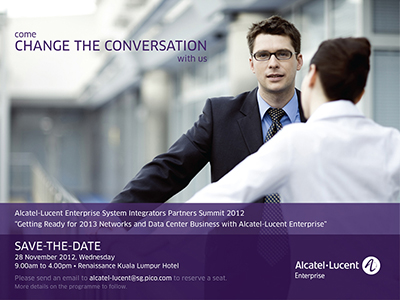 come
CHANGE THE CONVERSATION
with us
Alcatel-Lucent Enterprise System Integrators Partners Summit 2012
"Getting Ready for 2013 Networks and Data Center Business with Alcatel-Lucent Enterprise"
SAVE-THE-DATE
28 November 2012, Wednesday
9.00am to 4.00pm • Renaissance Kuala Lumpur Hotel
Please send an email to alcatel-lucent@sg.pico.com to reserve a seat.
More details on the programme to follow.
Alcatel·Lucent
Enterprise